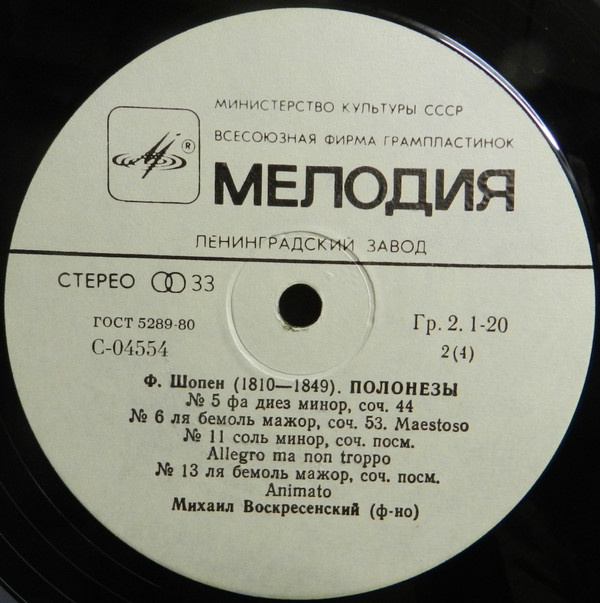 МИНИСТЕРСТВО КУЛЬТУРЫ СССР
ВСЕСОЮЗНАЯ ФИРМА ГРАМПЛАСТИНОК
®
МЕЛОДИЯ
ЛЕНИНГРАДСКИЙ ЗАВОД
СТЕРЕО 33
ГОСТ 5289-80
Гр. 2. 1-20
С-04554
2(4)
Ф. Шопен (1810—1849). ПОЛОНЕЗЫ
№ 5 фа диез минор, соч. 44
№ 6 ля бемоль мажор, соч. 53. Maestoso
№ 11 соль минор, соч. посм.
Allegro ma non troppo
№ 13 ля бемоль мажор, соч. посм.
Animato
Михаил Воскресенский (ф-но)